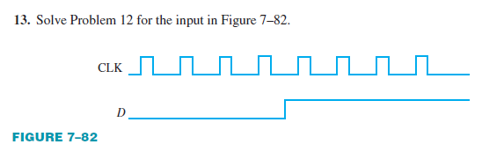 13. Solve Problem 12 for the input in Figure 7–82.
CLK
D
FIGURE 7–82